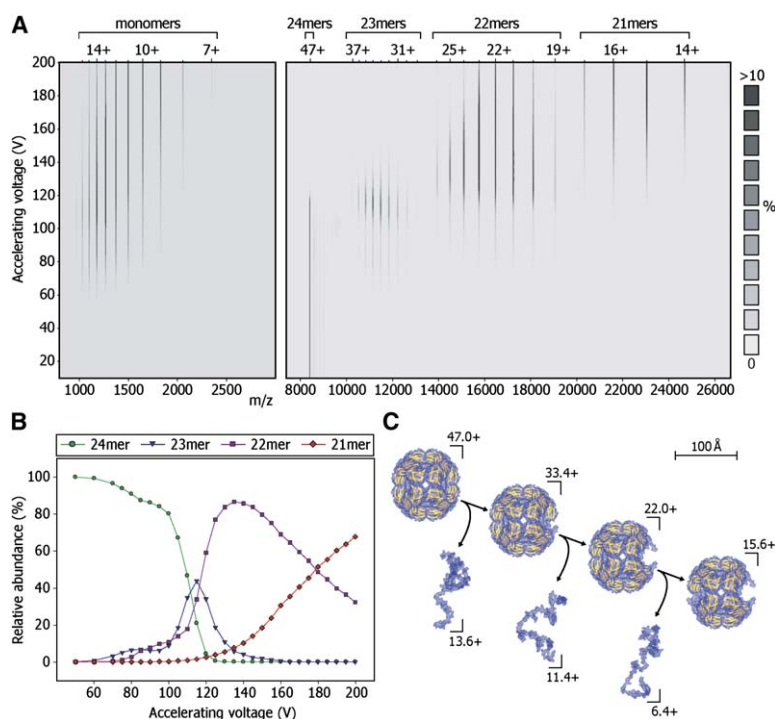 A
monomers
14+ 10+ 7+
24mers 23mers 22mers 21mers
47+ 37+ 31+ 25+ 22+ 19+ 16+ 14+
Accelerating voltage (V)
200
180
160
140
120
100
80
60
40
20
1000 1500 2000 2500
m/z
8000 10000 12000 14000 16000 18000 20000 22000 24000 26000
>10
%
0
B
24mer 23mer 22mer 21mer
Relative abundance (%)
100
80
60
40
20
0
60 80 100 120 140 160 180 200
Accelerating voltage (V)
C
47.0+
33.4+
22.0+
15.6+
100 Å
13.6+
11.4+
6.4+